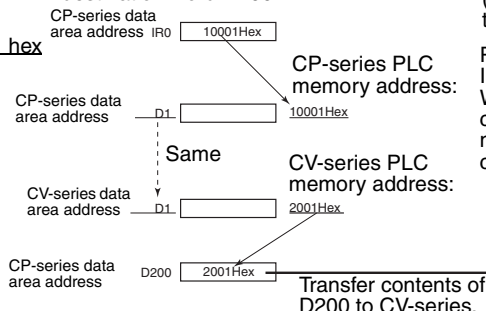 CP-series data
area address IR0 10001Hex
hex
CP-series PLC
memory address:
CP-series data
area address D1 10001Hex
Same
CV-series PLC
memory address:
CV-series data
area address D1 2001Hex
CP-series data
area address D200 2001Hex
Transfer contents of
D200 to CV-series.